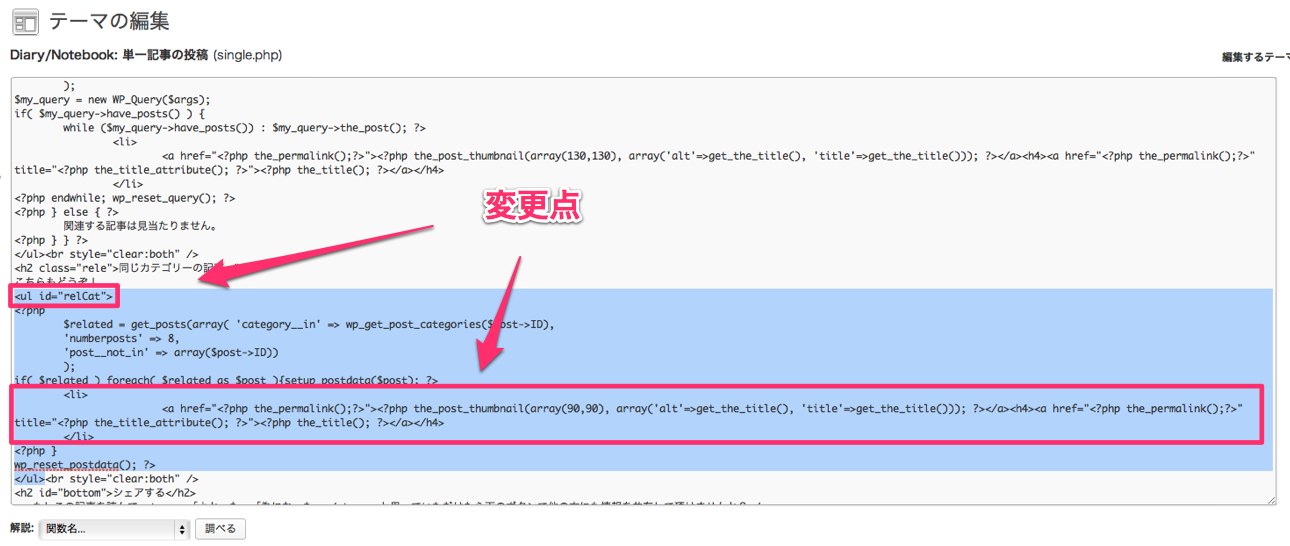 テーマの編集
Diary/Notebook: 単一記事の投稿 (single.php)
編集するテーマ
);
$my_query = new WP_Query($args);
if( $my_query->have_posts() ) {
while ($my_query->have_posts()) : $my_query->the_post(); ?>
<li>
<a href="<?php the_permalink();?>"><?php the_post_thumbnail(array(130,130), array('alt'=>get_the_title(), 'title'=>get_the_title())); ?></a><h4><a href="<?php the_permalink();?>"
title="<?php the_title_attribute(); ?>"><?php the_title(); ?></a></h4>
</li>
<?php endwhile; wp_reset_query(); ?>
<?php } else { ?>
関連する記事は見当たりません。
<?php } } ?>
</ul><br style="clear:both" />
変更点
<h2 class="rele">同じカテゴリーの記
こちらもどうぞ！
<ul id="relCat">
<?php
$related = get_posts(array( 'category__in' => wp_get_post_categories($post->ID),
'numberposts' => 8,
'post__not_in' => array($post->ID))
);
if( $related ) foreach( $related as $post ){setup_postdata($post); ?>
<li>
<a href="<?php the_permalink();?>"><?php the_post_thumbnail(array(90,90), array('alt'=>get_the_title(), 'title'=>get_the_title())); ?></a><h4><a href="<?php the_permalink();?>"
title="<?php the_title_attribute(); ?>"><?php the_title(); ?></a></h4>
</li>
<?php }
wp_reset_postdata(); ?>
</ul><br style="clear:both" />
<h2 id="bottom">シェアする</h2>
解説: 関数名... 調べる